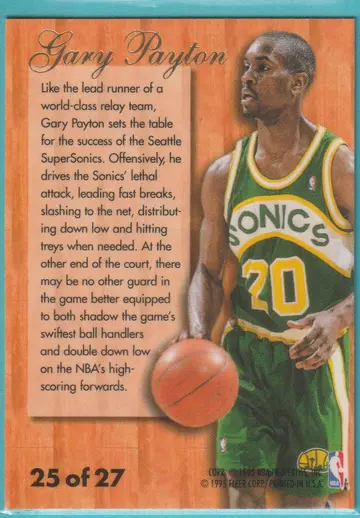 Gary Payton
Like the lead runner of a
world-class relay team,
Gary Payton sets the table
for the success of the Seattle
SuperSonics. Offensively, he
drives the Sonics' lethal
attack, leading fast breaks,
slashing to the net, distribut-
ing down low and hitting
treys when needed. At the
other end of the court, there
may be no other guard in
the game better equipped
to both shadow the game's
swiftest ball handlers
and double down low
on the NBA's high-
scoring forwards.
SONICS
20
25 of 27
© 1995 NBA PROPERTIES, INC.
© 1995 FLEER CORP./PRINTED IN U.S.A.